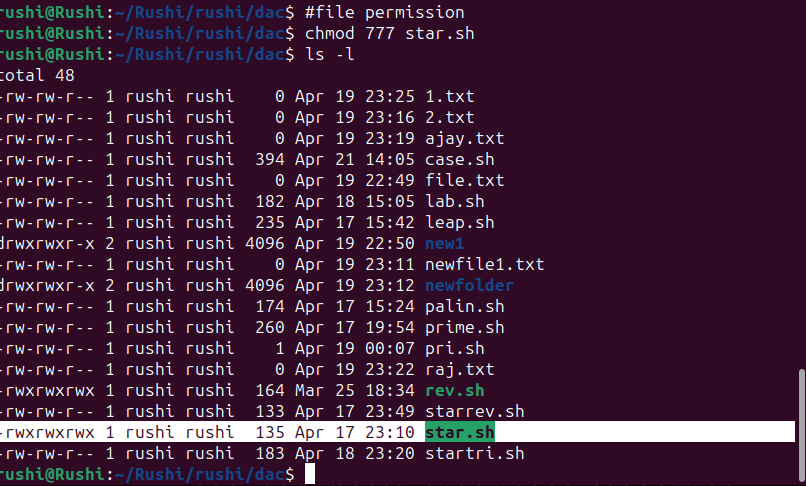 rushi@Rushi:~/Rushi/rushi/dac$ #file permission
rushi@Rushi:~/Rushi/rushi/dac$ chmod 777 star.sh
rushi@Rushi:~/Rushi/rushi/dac$ ls -l
total 48
-rw-rw-r-- 1 rushi rushi    0 Apr 19 23:25 1.txt
-rw-rw-r-- 1 rushi rushi    0 Apr 19 23:16 2.txt
-rw-rw-r-- 1 rushi rushi    0 Apr 19 23:19 ajay.txt
-rw-rw-r-- 1 rushi rushi  394 Apr 21 14:05 case.sh
-rw-rw-r-- 1 rushi rushi    0 Apr 19 22:49 file.txt
-rw-rw-r-- 1 rushi rushi  182 Apr 18 15:05 lab.sh
-rw-rw-r-- 1 rushi rushi  235 Apr 17 15:42 leap.sh
drwxrwxr-x 2 rushi rushi 4096 Apr 19 22:50 new1
-rw-rw-r-- 1 rushi rushi    0 Apr 19 23:11 newfile1.txt
drwxrwxr-x 2 rushi rushi 4096 Apr 19 23:12 newfolder
-rw-rw-r-- 1 rushi rushi  174 Apr 17 15:24 palin.sh
-rw-rw-r-- 1 rushi rushi  260 Apr 17 19:54 prime.sh
-rw-rw-r-- 1 rushi rushi    1 Apr 19 00:07 pri.sh
-rw-rw-r-- 1 rushi rushi    0 Apr 19 23:22 raj.txt
-rwxrwxrwx 1 rushi rushi  164 Mar 25 18:34 rev.sh
-rw-rw-r-- 1 rushi rushi  133 Apr 17 23:49 starrev.sh
-rwxrwxrwx 1 rushi rushi  135 Apr 17 23:10 star.sh
-rw-rw-r-- 1 rushi rushi  183 Apr 18 23:20 startri.sh
rushi@Rushi:~/Rushi/rushi/dac$